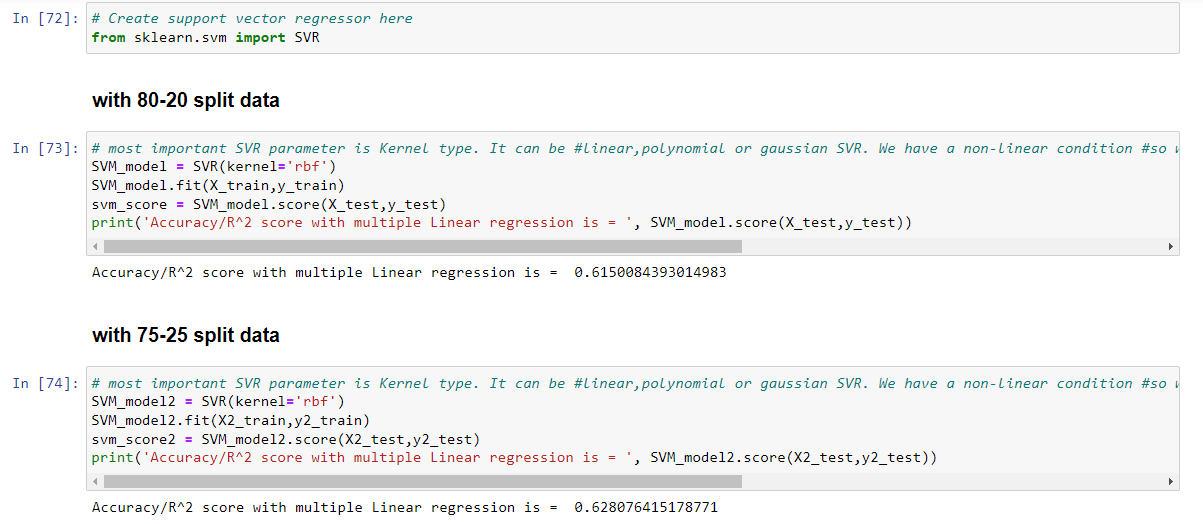 In [72]: # Create support vector regressor here
from sklearn.svm import SVR
with 80-20 split data
In [73]: # most important SVR parameter is Kernel type. It can be #linear,polynomial or gaussian SVR. We have a non-linear condition #so
SVM_model = SVR(kernel='rbf')
SVM_model.fit(X_train,y_train)
svm_score = SVM_model.score(X_test,y_test)
print('Accuracy/R^2 score with multiple Linear regression is = ', SVM_model.score(X_test,y_test))
Accuracy/R^2 score with multiple Linear regression is =  0.6150084393014983
with 75-25 split data
In [74]: # most important SVR parameter is Kernel type. It can be #linear,polynomial or gaussian SVR. We have a non-linear condition #so
SVM_model2 = SVR(kernel='rbf')
SVM_model2.fit(X2_train,y2_train)
svm_score2 = SVM_model2.score(X2_test,y2_test)
print('Accuracy/R^2 score with multiple Linear regression is = ', SVM_model2.score(X2_test,y2_test))
Accuracy/R^2 score with multiple Linear regression is =  0.628076415178771